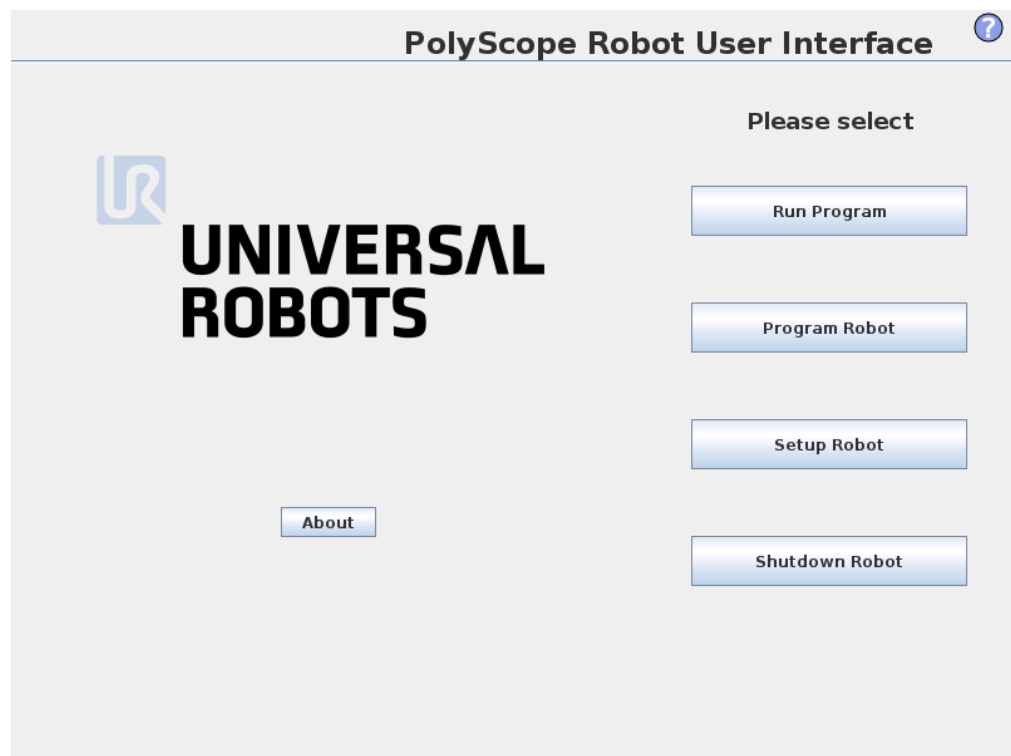 PolyScope Robot User Interface
?
Please select
UR
UNIVERSAL
ROBOTS
Run Program
Program Robot
Setup Robot
About
Shutdown Robot